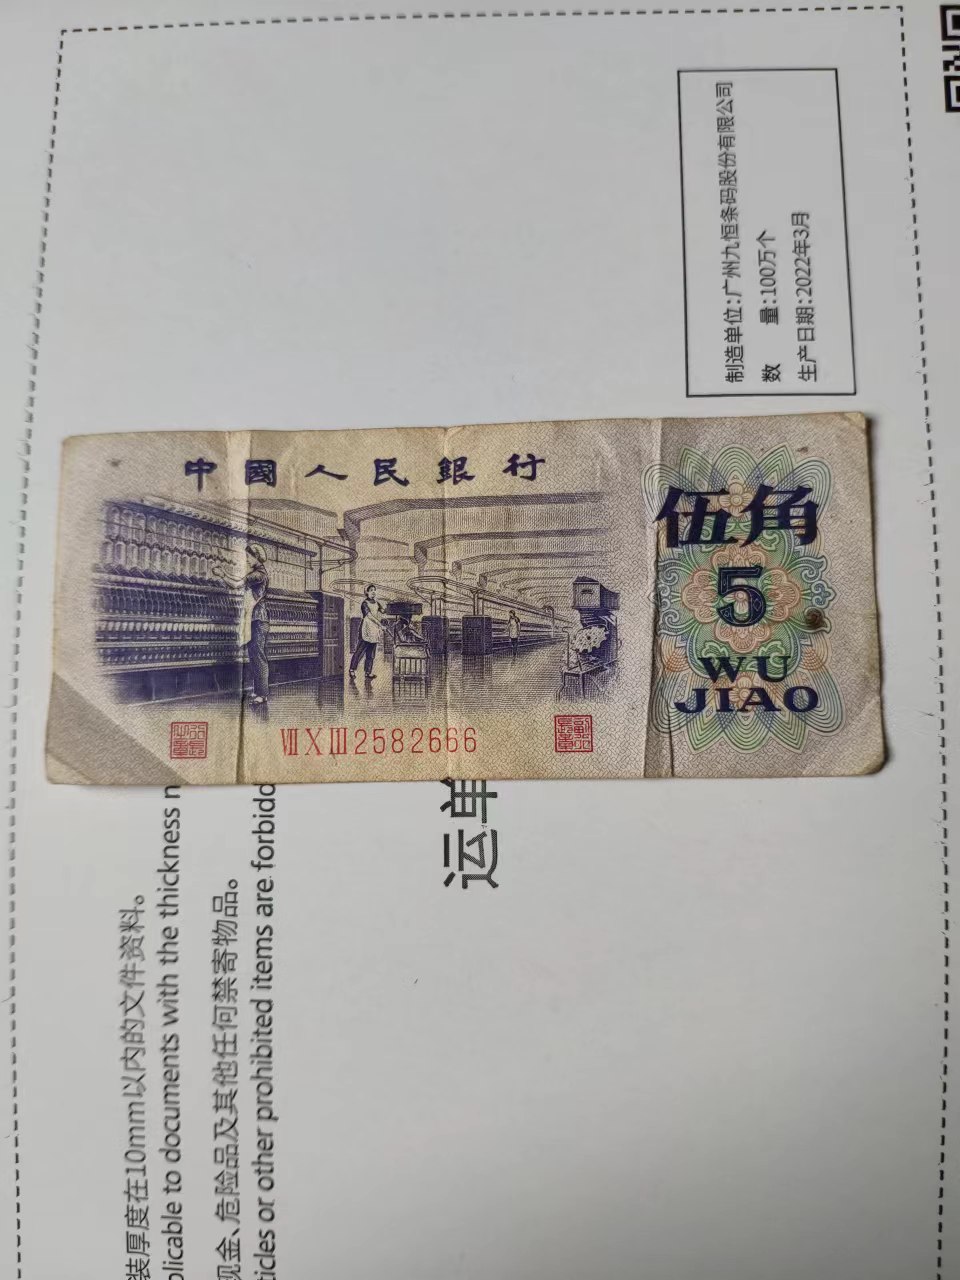 中國人民銀行
伍角
5
WU
JIAO
ⅦⅩⅢ2582666
制造单位:广州九恒条码股份有限公司
数 量:100万个
生产日期:2022年3月
运单
装厚度在10mm以内的文件资料。
plicable to documents with the thickness
现金、危险品及其他任何禁寄物品。
ticles or other prohibited items are forbidd